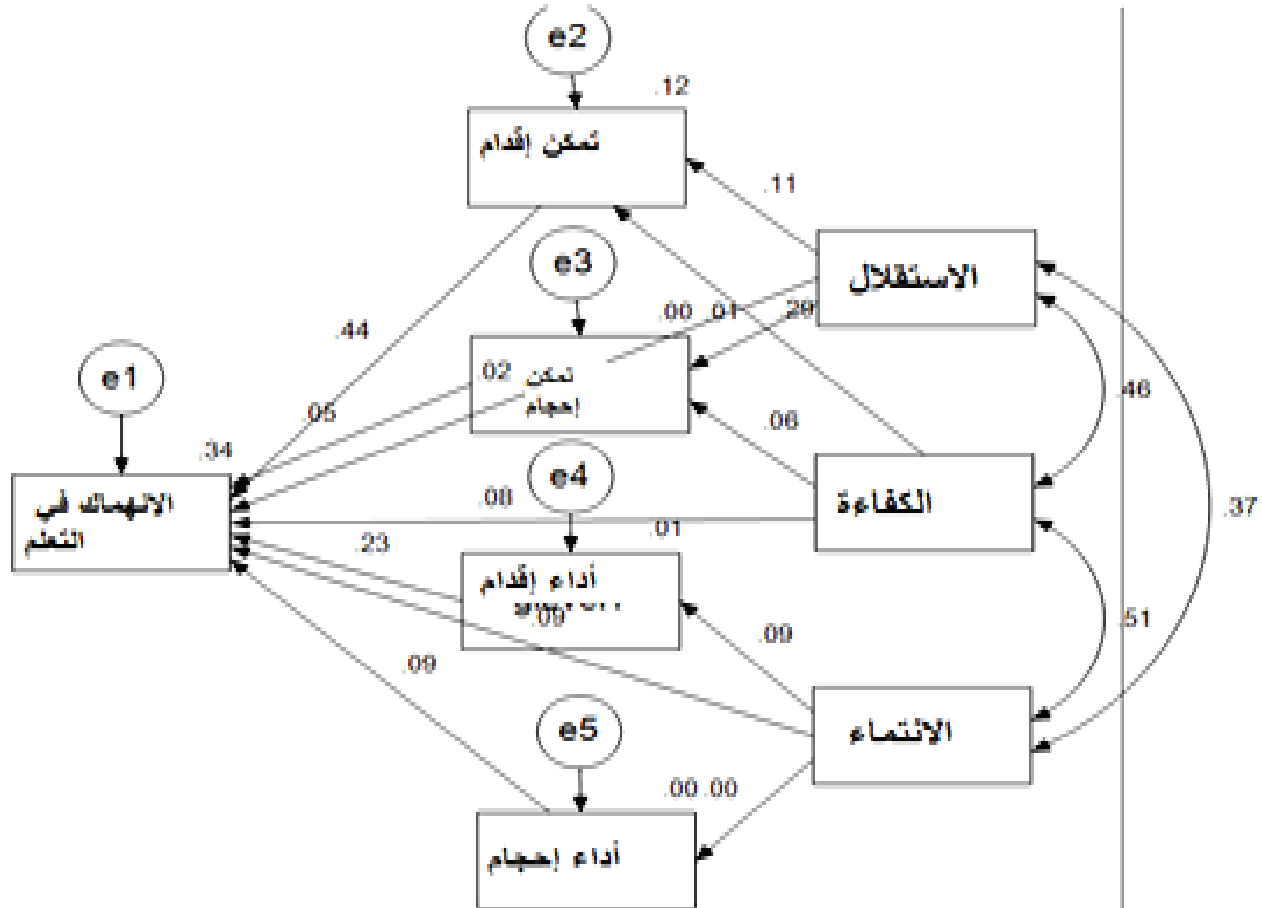 e2
.12
تمكن إقدام
.11
e3
الاستقلال
.00 .01 .29
.44
.02
تمكن
إحجام
.46
e1
.05
.06
.34
e4
الكفاءة
الانهماك في
التعلم
.08
.01
.37
.23
أداء إقدام
.09
.09
.51
.09
e5
الانتماء
.00 .00
أداء إحجام